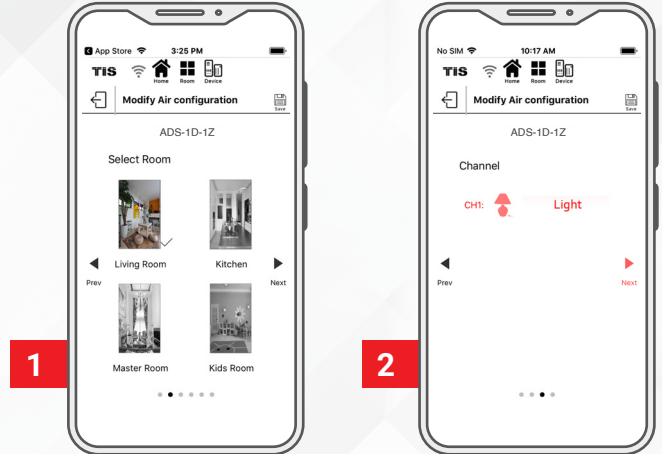 App Store 3:25 PM
TIS Home Room Device
Modify Air configuration Save
ADS-1D-1Z
Select Room
Living Room Kitchen
Prev Next
Master Room Kids Room
1
No SIM 10:17 AM
TIS Home Room Device
Modify Air configuration Save
ADS-1D-1Z
Channel
CH1: Light
Prev Next
2